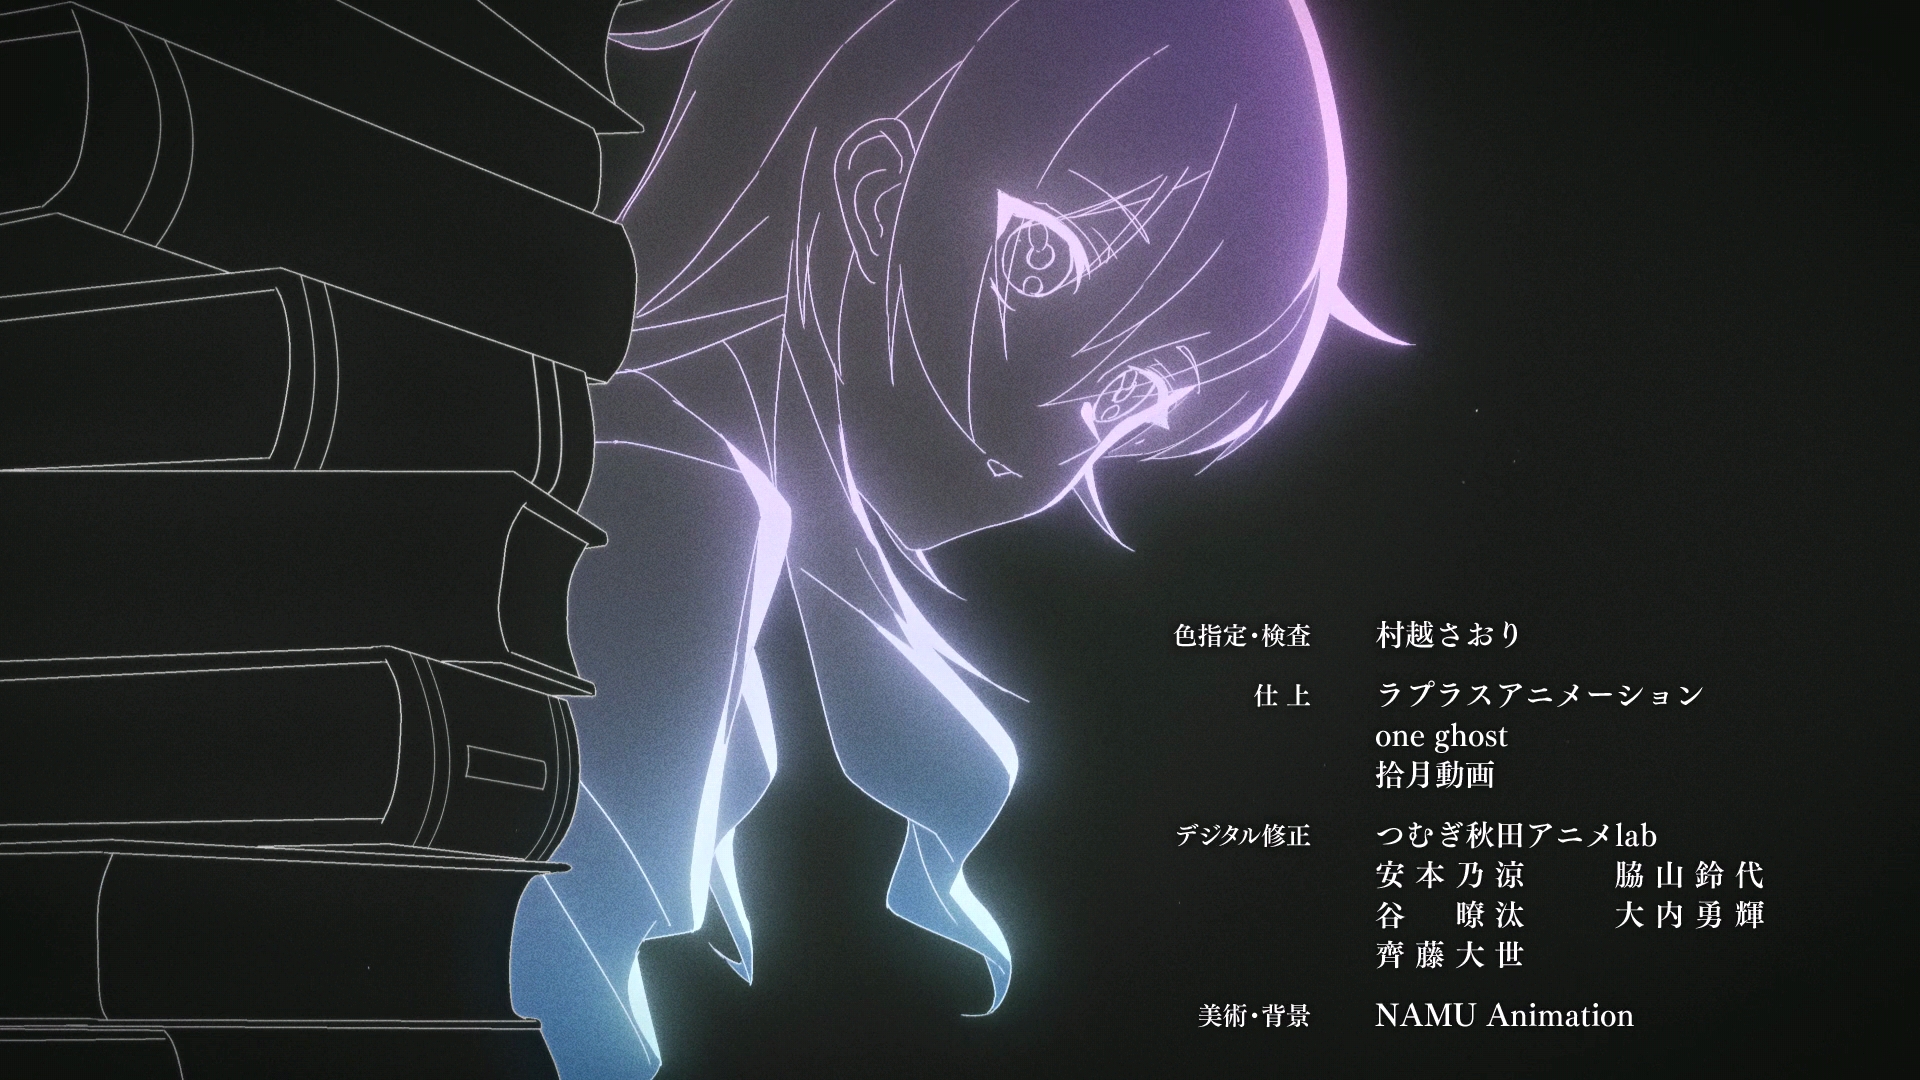 色指定・検査 村越さおり
仕上 ラプラスアニメーション
one ghost
拾月動画
デジタル修正 つむぎ秋田アニメlab
安本乃涼 脇山鈴代
谷 暸汰 大内勇輝
齊藤大世
美術・背景 NAMU Animation